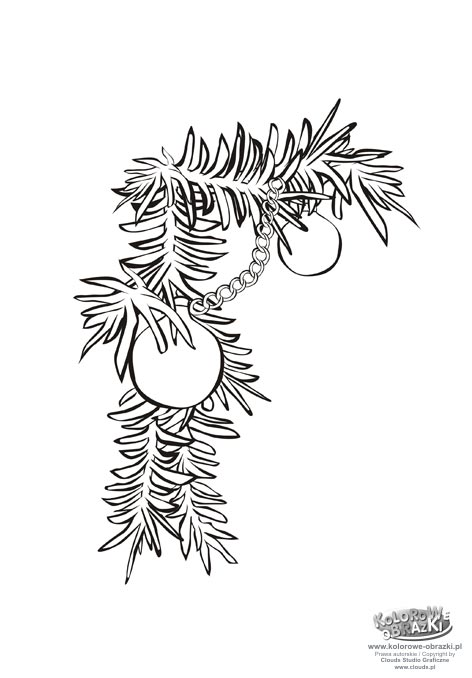 KOLOROWE
OBRAZKI
www.kolorowe-obrazki.pl
Prawa autorskie / Copyright by
Clouds Studio Graficzne
www.clouds.pl